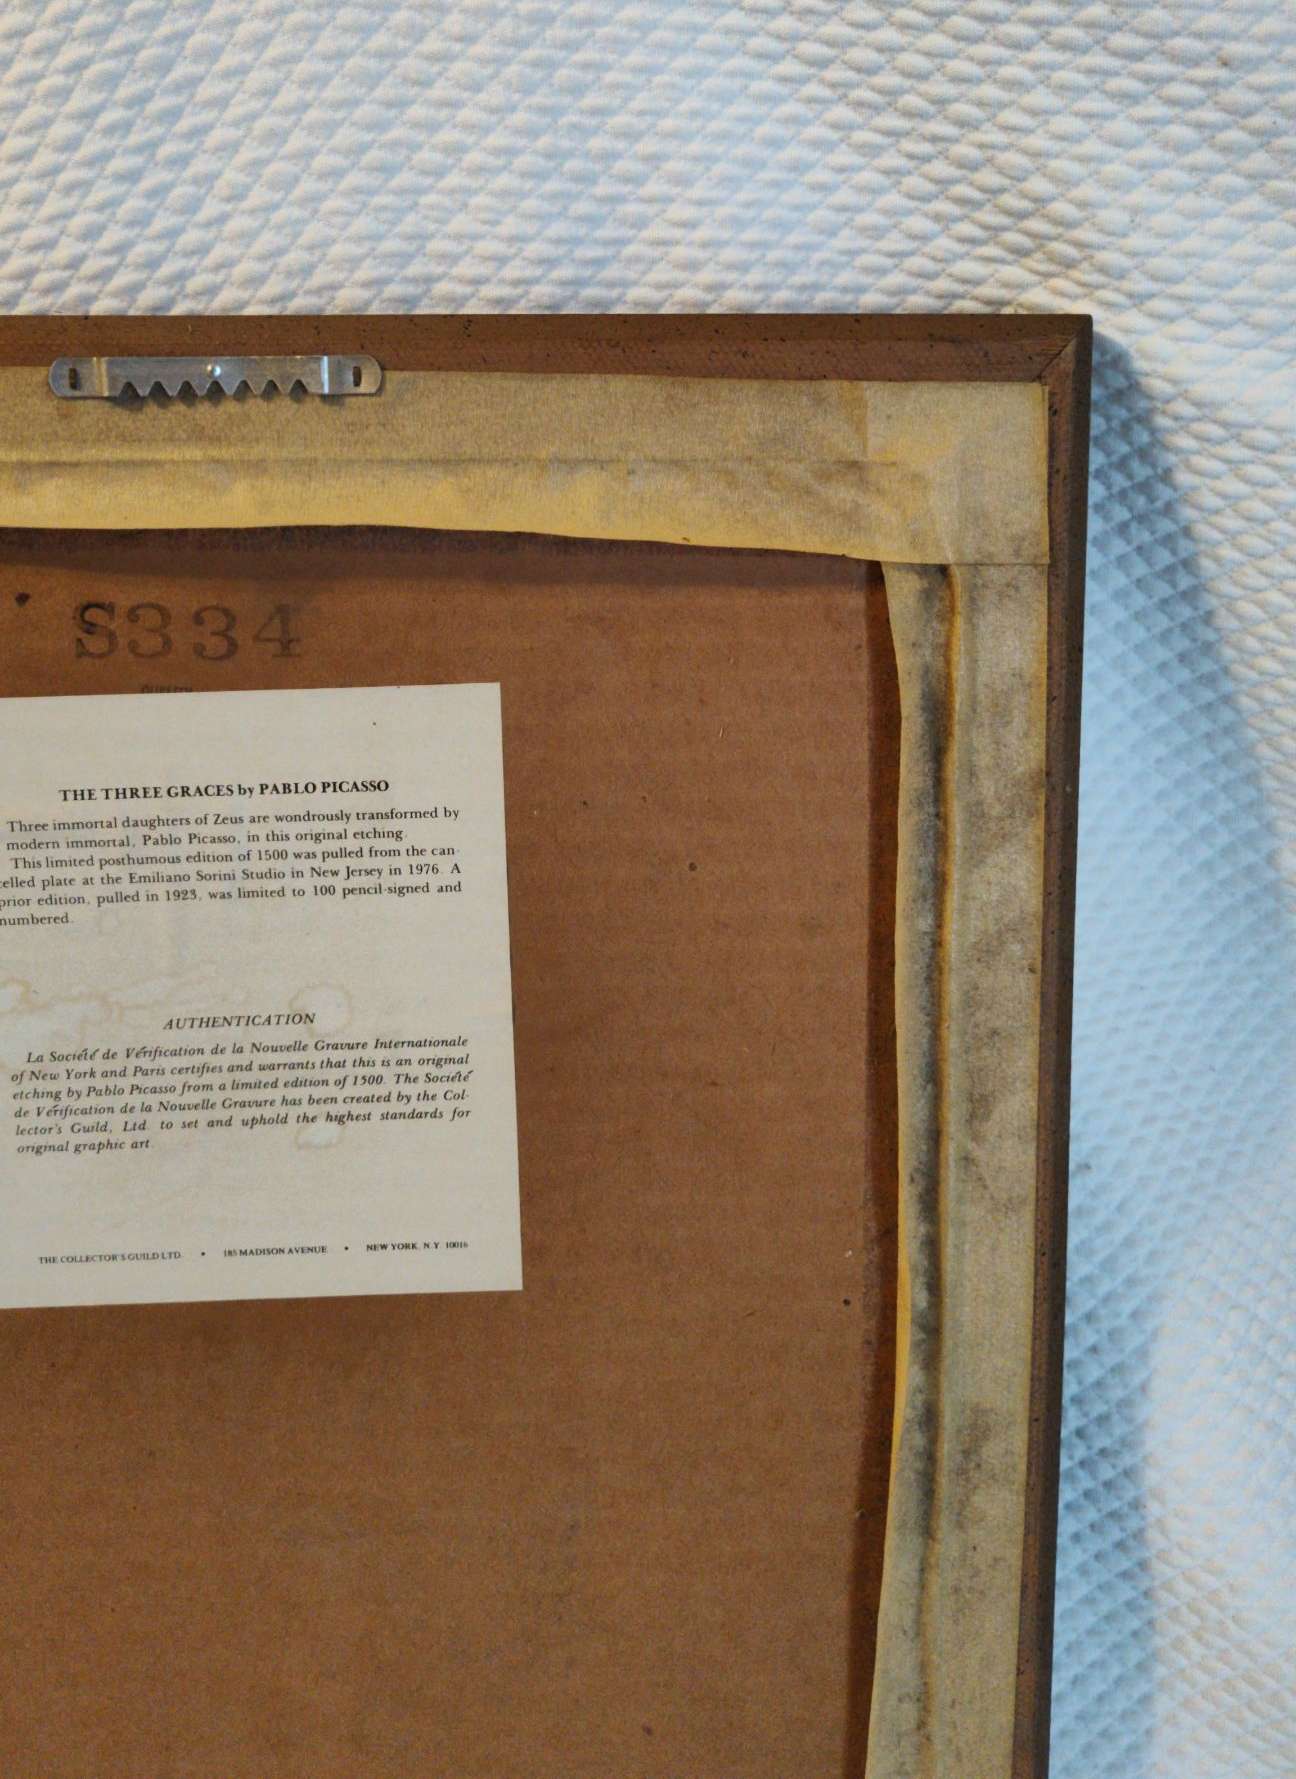 S334
THE THREE GRACES by PABLO PICASSO
Three immortal daughters of Zeus are wondrously transformed by
modern immortal, Pablo Picasso, in this original etching.
This limited posthumous edition of 1500 was pulled from the can-
celled plate at the Emiliano Sorini Studio in New Jersey in 1976. A
prior edition, pulled in 1923, was limited to 100 pencil-signed and
numbered.
AUTHENTICATION
La Société de Vérification de la Nouvelle Gravure Internationale
of New York and Paris certifies and warrants that this is an original
etching by Pablo Picasso from a limited edition of 1500. The Société
de Vérification de la Nouvelle Gravure has been created by the Col-
lector's Guild, Ltd. to set and uphold the highest standards for
original graphic art.
THE COLLECTOR'S GUILD LTD. • 185 MADISON AVENUE • NEW YORK, N.Y. 10016